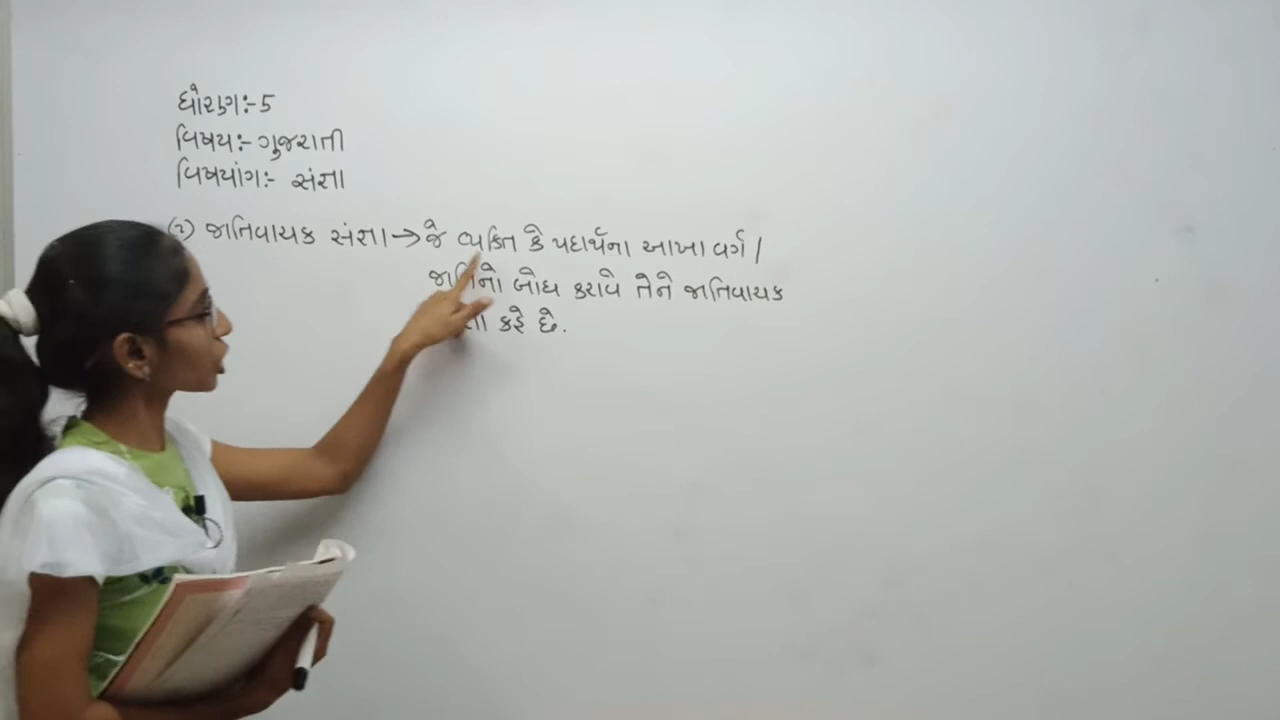 ધોરણ:-5
વિષય:- ગુજરાતી
વિષયાંગ:- સંજ્ઞા
(૨) જાતિવાચક સંજ્ઞા → જે વ્યક્તિ કે પદાર્થના આખા વર્ગ /
જાતિનો બોધ કરાવે તેને જાતિવાચક
કહે છે.